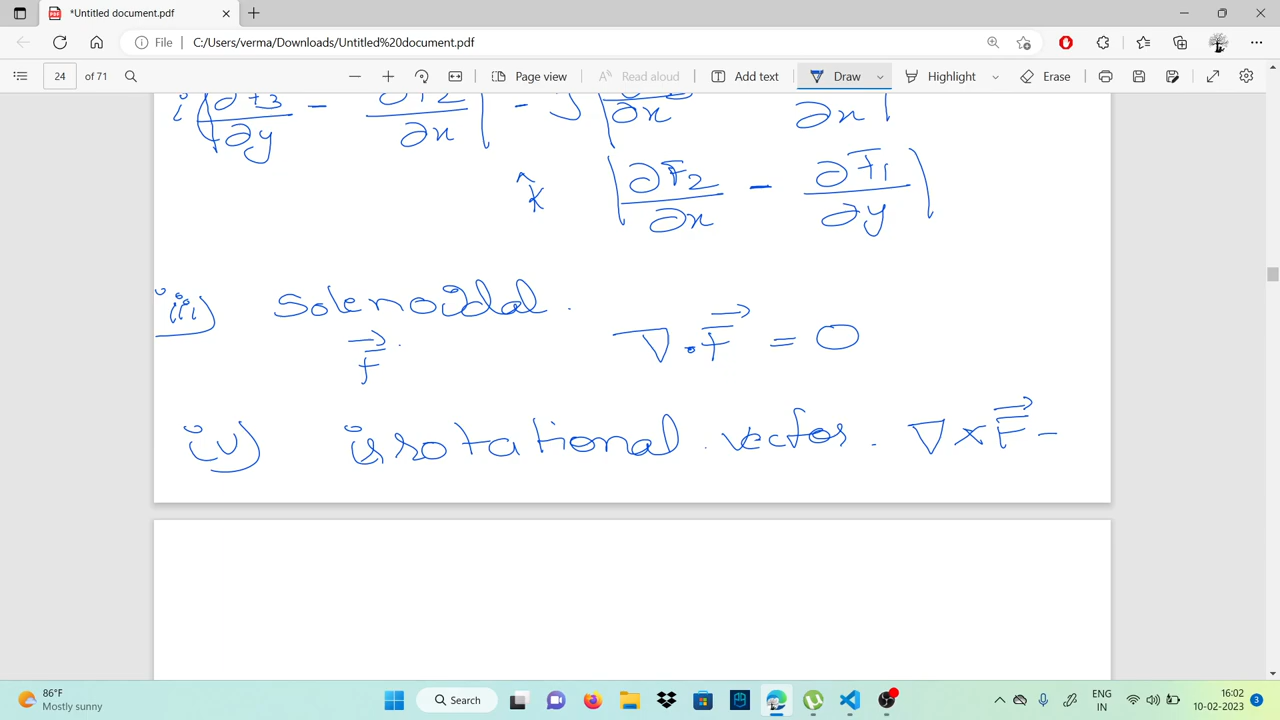 *Untitled document.pdf
File C:/Users/verma/Downloads/Untitled%20document.pdf
24 of 71 Page view Read aloud Add text Draw Highlight Erase
∂y ∂x ∂x ∂x
k̂ [∂F2/∂x - ∂F1/∂y]
iii) Solenoidal. ∇.F⃗ = 0
f⃗.
iv) irrotational vector. ∇×F⃗ -
86°F
Mostly sunny
Search
ENG
IN
16:02
10-02-2023
3